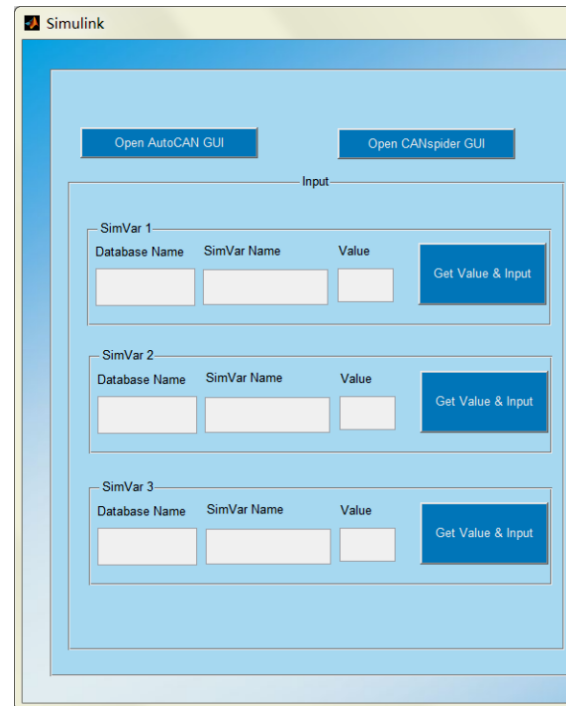 Simulink
Open AutoCAN GUI
Open CANspider GUI
Input
SimVar 1
Database Name SimVar Name Value
Get Value & Input
SimVar 2
Database Name SimVar Name Value
Get Value & Input
SimVar 3
Database Name SimVar Name Value
Get Value & Input